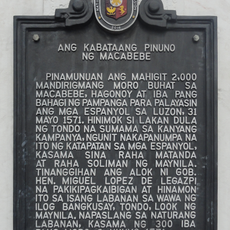 ANG KABATAANG PINUNO
NG MACABEBE
PINAMUNUAN ANG MAHIGIT 2,000
MANDIRIGMANG MORO BUHAT SA
MACABEBE, HAGONOY AT IBA PANG
BAHAGI NG PAMPANGA PARA PALAYASIN
ANG MGA ESPANYOL SA LUZON 31
MAYO 1571. HINIMOK SI LAKAN DULA
NG TONDO NA SUMAMA SA KANYANG
KAMPANYA, NGUNIT NAKAPANUMPA NA
ITO NG KATAPATAN SA MGA ESPANYOL,
KASAMA SINA RAHA MATANDA
AT RAHA SOLIMAN NG MAYNILA.
TINANGGIHAN ANG ALOK NI GOB.
HEN. MIGUEL LOPEZ DE LEGAZPI
NA PAKIKIPAGKAIBIGAN AT HINAMON
ITO SA ISANG LABANAN SA WAWA NG
ILOG BANGKUSAY, TONDO, LOOK NG
MAYNILA. NAPASLANG SA NATURANG
LABANAN, KASAMA NG 300 IBA